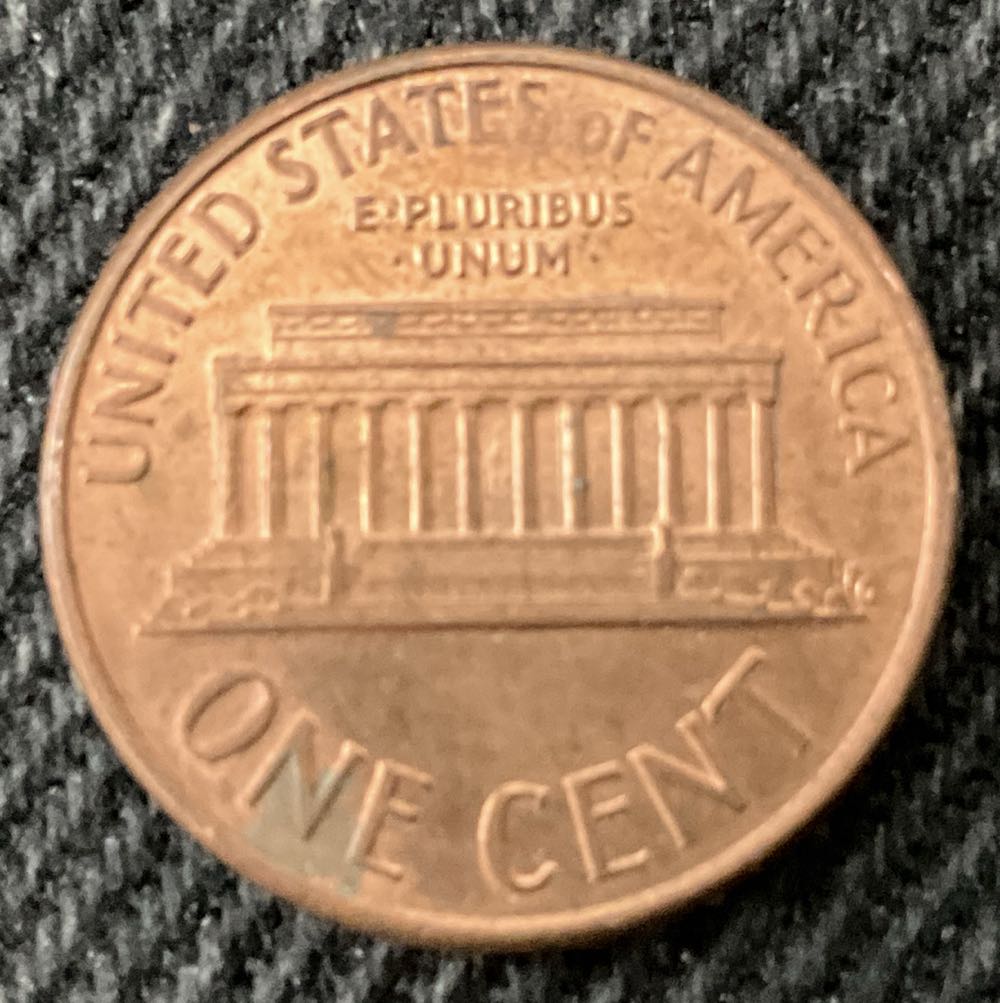 UNITED STATES OF AMERICA
E·PLURIBUS
·UNUM·
ONE CENT